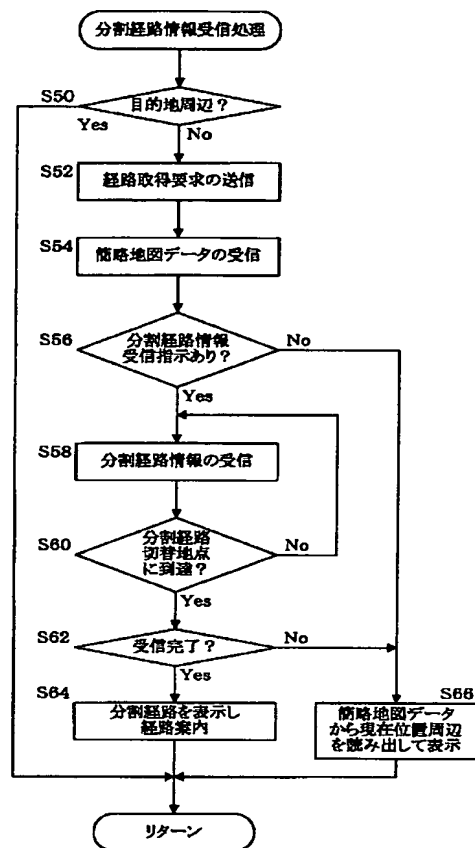 分割経路情報受信処理
S50
目的地周辺？
Yes
No
S52
経路取得要求の送信
S54
簡略地図データの受信
S56
分割経路情報
受信指示あり？
No
Yes
S58
分割経路情報の受信
S60
分割経路
切替地点
に到達？
No
Yes
S62
受信完了？
No
Yes
S64
分割経路を表示し
経路案内
S66
簡略地図データ
から現在位置周辺
を読み出して表示
リターン